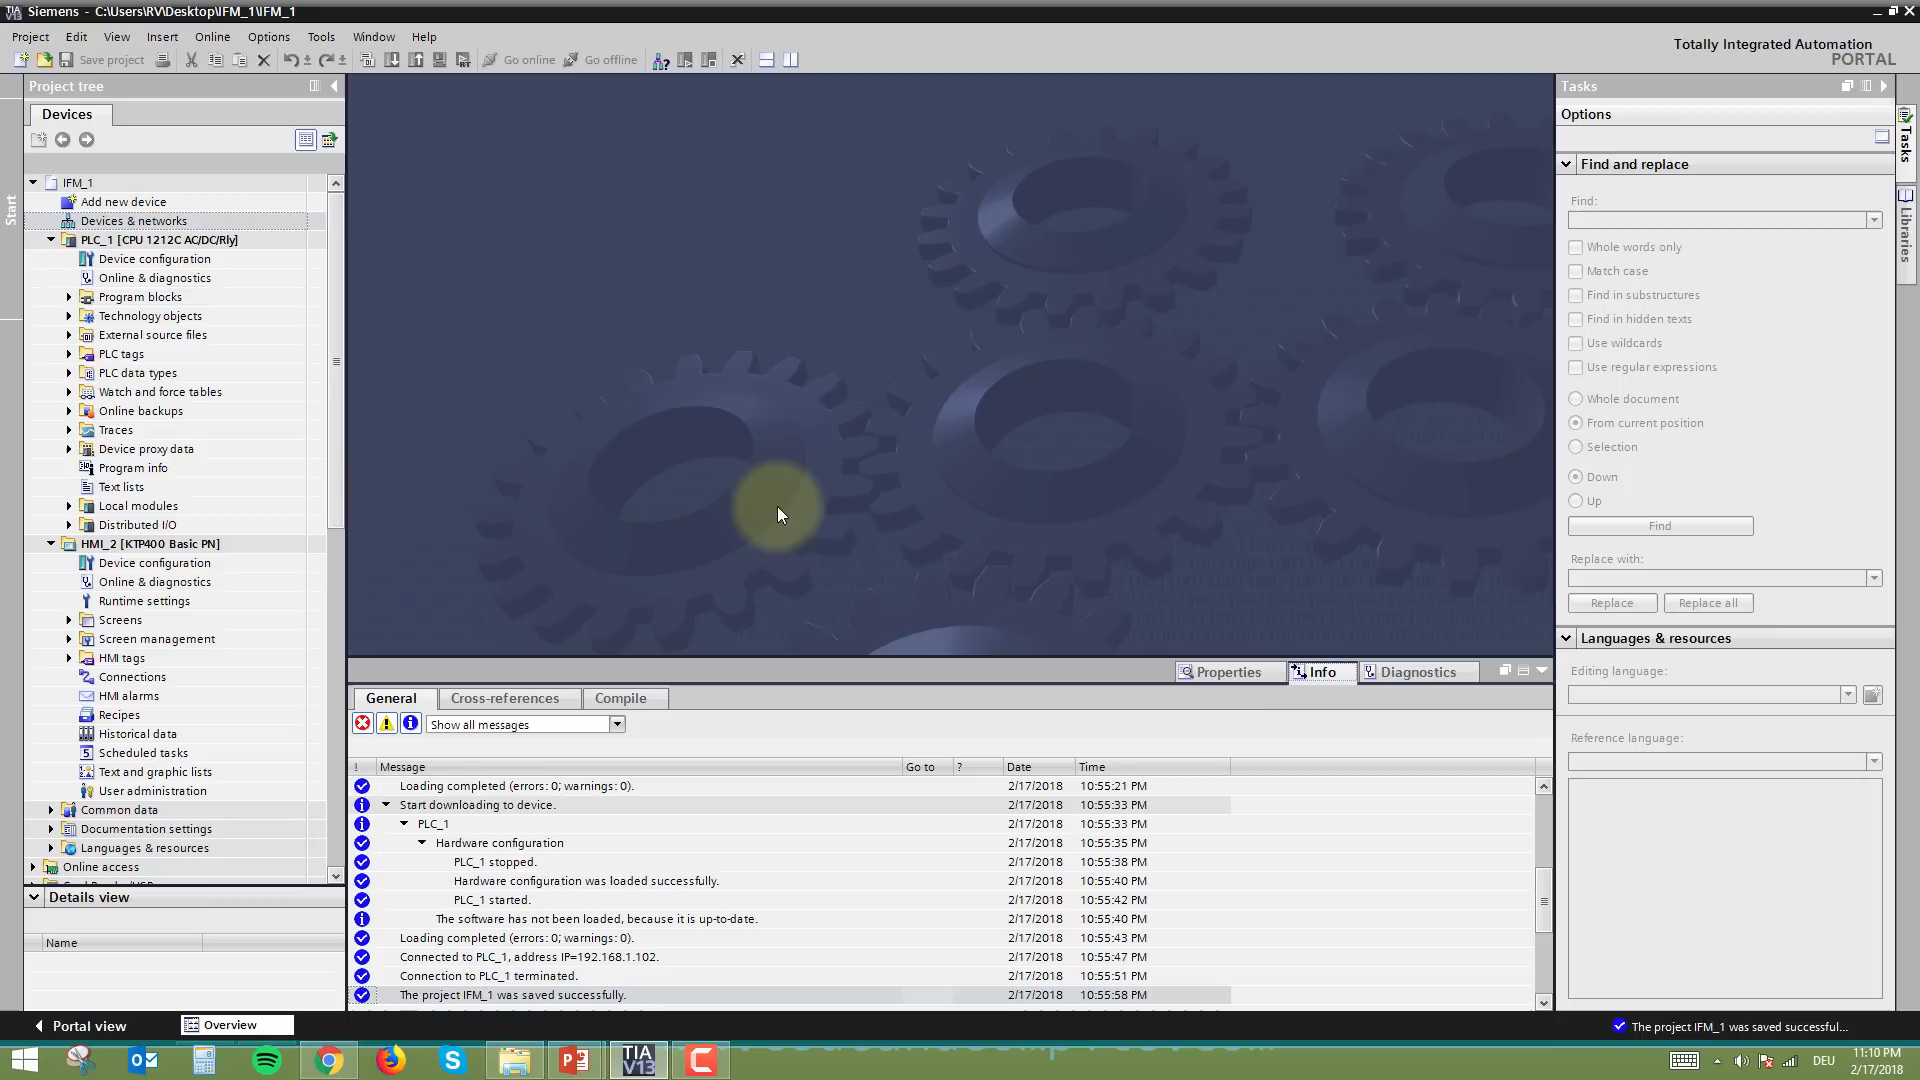 Siemens - C:\Users\RV\Desktop\IFM_1\IFM_1
Project Edit View Insert Online Options Tools Window Help
Totally Integrated Automation
PORTAL
Save project Go online Go offline
Project tree
Devices
Start
IFM_1
Add new device
Devices & networks
PLC_1 [CPU 1212C AC/DC/Rly]
Device configuration
Online & diagnostics
Program blocks
Technology objects
External source files
PLC tags
PLC data types
Watch and force tables
Online backups
Traces
Device proxy data
Program info
Text lists
Local modules
Distributed I/O
HMI_2 [KTP400 Basic PN]
Device configuration
Online & diagnostics
Runtime settings
Screens
Screen management
HMI tags
Connections
HMI alarms
Recipes
Historical data
Scheduled tasks
Text and graphic lists
User administration
Common data
Documentation settings
Languages & resources
Online access
Details view
Name
Properties Info Diagnostics
General Cross-references Compile
Show all messages
! Message Go to ? Date Time
Loading completed (errors: 0; warnings: 0). 2/17/2018 10:55:21 PM
Start downloading to device. 2/17/2018 10:55:33 PM
PLC_1 2/17/2018 10:55:33 PM
Hardware configuration 2/17/2018 10:55:35 PM
PLC_1 stopped. 2/17/2018 10:55:38 PM
Hardware configuration was loaded successfully. 2/17/2018 10:55:40 PM
PLC_1 started. 2/17/2018 10:55:42 PM
The software has not been loaded, because it is up-to-date. 2/17/2018 10:55:40 PM
Loading completed (errors: 0; warnings: 0). 2/17/2018 10:55:43 PM
Connected to PLC_1, address IP=192.168.1.102. 2/17/2018 10:55:47 PM
Connection to PLC_1 terminated. 2/17/2018 10:55:51 PM
The project IFM_1 was saved successfully. 2/17/2018 10:55:58 PM
Tasks
Options
Find and replace
Find:
Whole words only
Match case
Find in substructures
Find in hidden texts
Use wildcards
Use regular expressions
Whole document
From current position
Selection
Down
Up
Find
Replace with:
Replace Replace all
Languages & resources
Editing language:
Reference language:
Tasks
Libraries
Portal view Overview
The project IFM_1 was saved successful...
TIA
V13
DEU
11:10 PM
2/17/2018